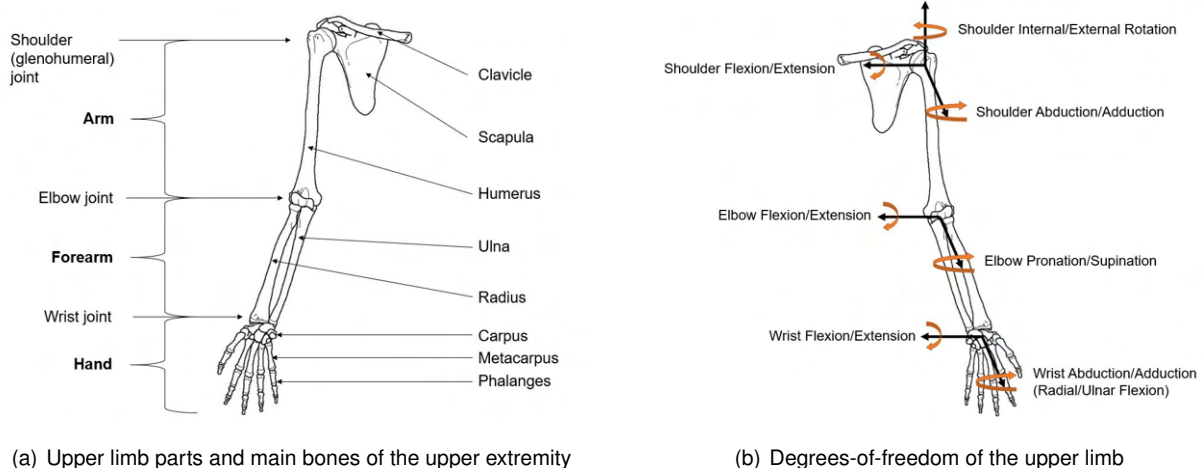 Shoulder
(glenohumeral)
joint
Arm
Elbow joint
Forearm
Wrist joint
Hand
Clavicle
Scapula
Humerus
Ulna
Radius
Carpus
Metacarpus
Phalanges
(a) Upper limb parts and main bones of the upper extremity
Shoulder Internal/External Rotation
Shoulder Flexion/Extension
Shoulder Abduction/Adduction
Elbow Flexion/Extension
Elbow Pronation/Supination
Wrist Flexion/Extension
Wrist Abduction/Adduction
(Radial/Ulnar Flexion)
(b) Degrees-of-freedom of the upper limb